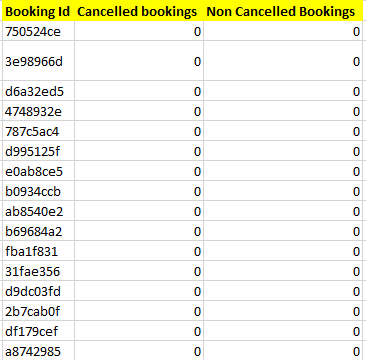 Booking Id Cancelled bookings Non Cancelled Bookings
750524ce 0 0
3e98966d 0 0
d6a32ed5 0 0
4748932e 0 0
787c5ac4 0 0
d995125f 0 0
e0ab8ce5 0 0
b0934ccb 0 0
ab8540e2 0 0
b69684a2 0 0
fba1f831 0 0
31fae356 0 0
d9dc03fd 0 0
2b7cab0f 0 0
df179cef 0 0
a8742985 0 0